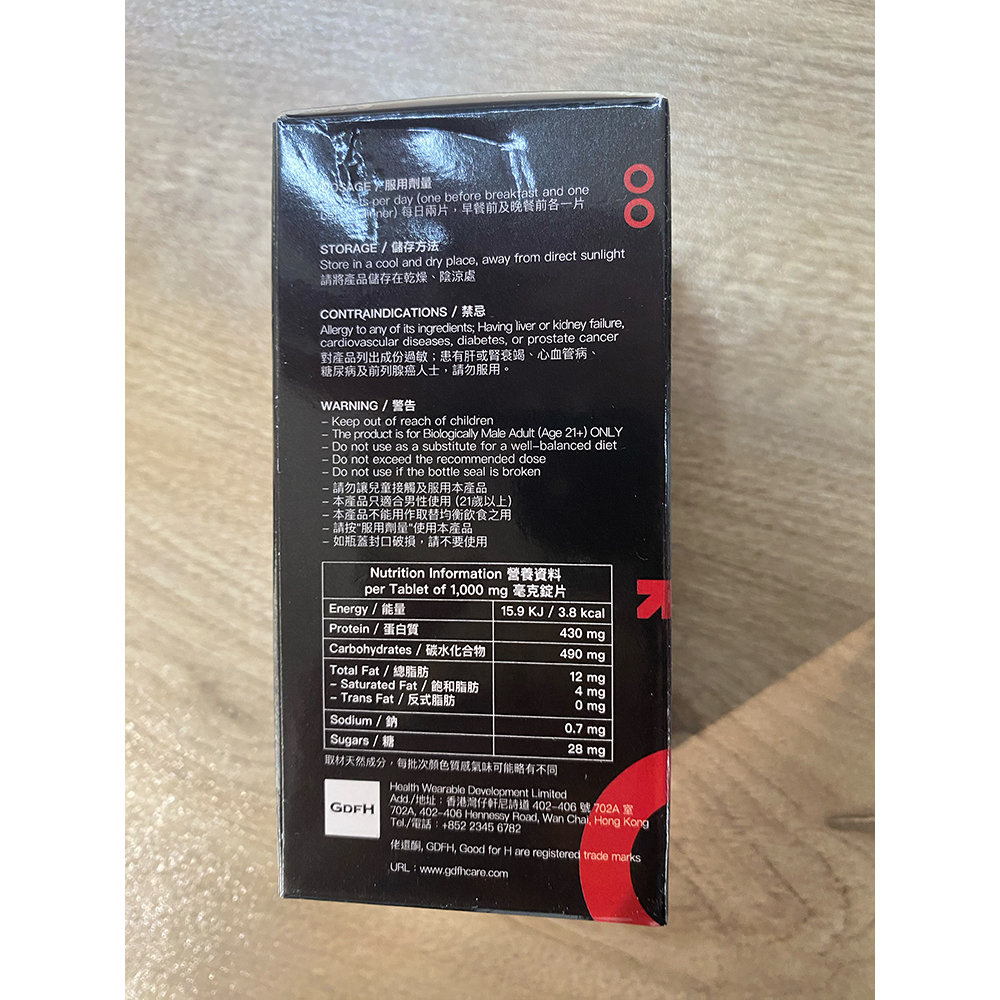 DOSAGE / 服用劑量
per day (one before breakfast and one
dinner) 每日兩片，早餐前及晚餐前各一片
STORAGE / 儲存方法
Store in a cool and dry place, away from direct sunlight
請將產品儲存在乾燥、陰涼處
CONTRAINDICATIONS / 禁忌
Allergy to any of its ingredients; Having liver or kidney failure,
cardiovascular diseases, diabetes, or prostate cancer
對產品列出成份過敏；患有肝或腎衰竭、心血管病、
糖尿病及前列腺癌人士，請勿服用。
WARNING / 警告
- Keep out of reach of children
- The product is for Biologically Male Adult (Age 21+) ONLY
- Do not use as a substitute for a well-balanced diet
- Do not exceed the recommended dose
- Do not use if the bottle seal is broken
- 請勿讓兒童接觸及服用本產品
- 本產品只適合男性使用 (21歲以上)
- 本產品不能用作取替均衡飲食之用
- 請按"服用劑量"使用本產品
- 如瓶蓋封口破損，請不要使用
Nutrition Information 營養資料
per Tablet of 1,000 mg 毫克錠片
Energy / 能量 15.9 KJ / 3.8 kcal
Protein / 蛋白質 430 mg
Carbohydrates / 碳水化合物 490 mg
Total Fat / 總脂肪 12 mg
- Saturated Fat / 飽和脂肪 4 mg
- Trans Fat / 反式脂肪 0 mg
Sodium / 鈉 0.7 mg
Sugars / 糖 28 mg
取材天然成分，每批次顏色質感氣味可能略有不同
GDFH
Health Wearable Development Limited
Add./地址：香港灣仔軒尼詩道 402-406 號 702A 室
702A, 402-406 Hennessy Road, Wan Chai, Hong Kong
Tel./電話：+852 2345 6782
佬還酮, GDFH, Good for H are registered trade marks
URL：www.gdfhcare.com